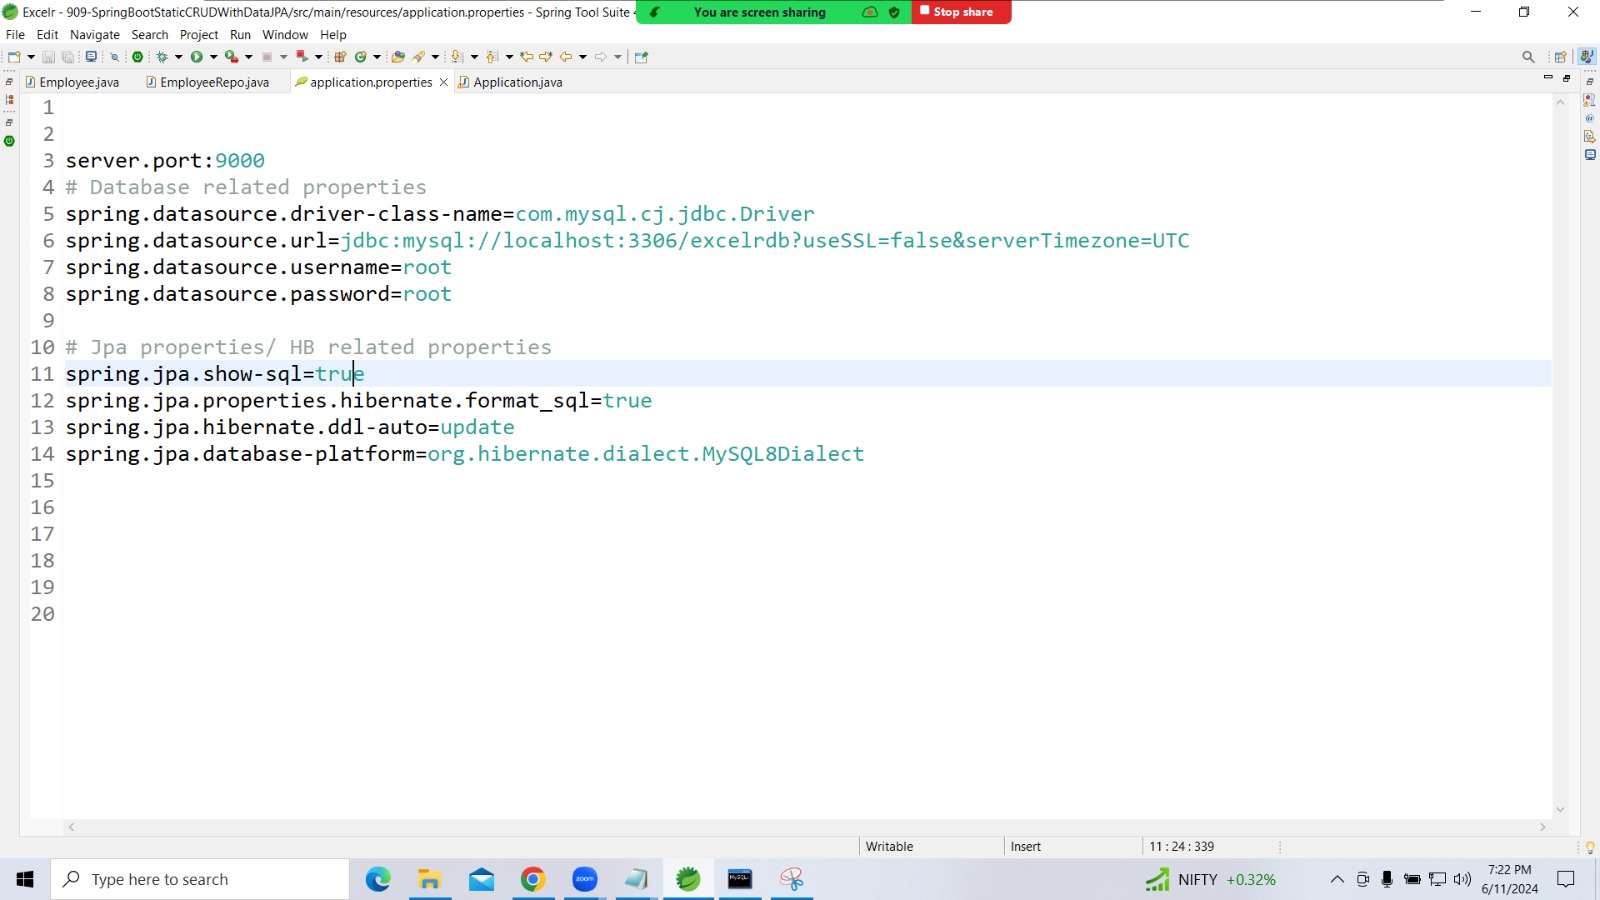 Excelr - 909-SpringBootStaticCRUDWithDataJPA/src/main/resources/application.properties - Spring Tool Suite 4
You are screen sharing
Stop share
File Edit Navigate Search Project Run Window Help
Employee.java EmployeeRepo.java application.properties Application.java
1
2
3 server.port:9000
4 # Database related properties
5 spring.datasource.driver-class-name=com.mysql.cj.jdbc.Driver
6 spring.datasource.url=jdbc:mysql://localhost:3306/excelrdb?useSSL=false&serverTimezone=UTC
7 spring.datasource.username=root
8 spring.datasource.password=root
9
10 # Jpa properties/ HB related properties
11 spring.jpa.show-sql=true
12 spring.jpa.properties.hibernate.format_sql=true
13 spring.jpa.hibernate.ddl-auto=update
14 spring.jpa.database-platform=org.hibernate.dialect.MySQL8Dialect
15
16
17
18
19
20
Writable Insert 11 : 24 : 339
Type here to search
zoom
MySQL
NIFTY +0.32%
7:22 PM
6/11/2024